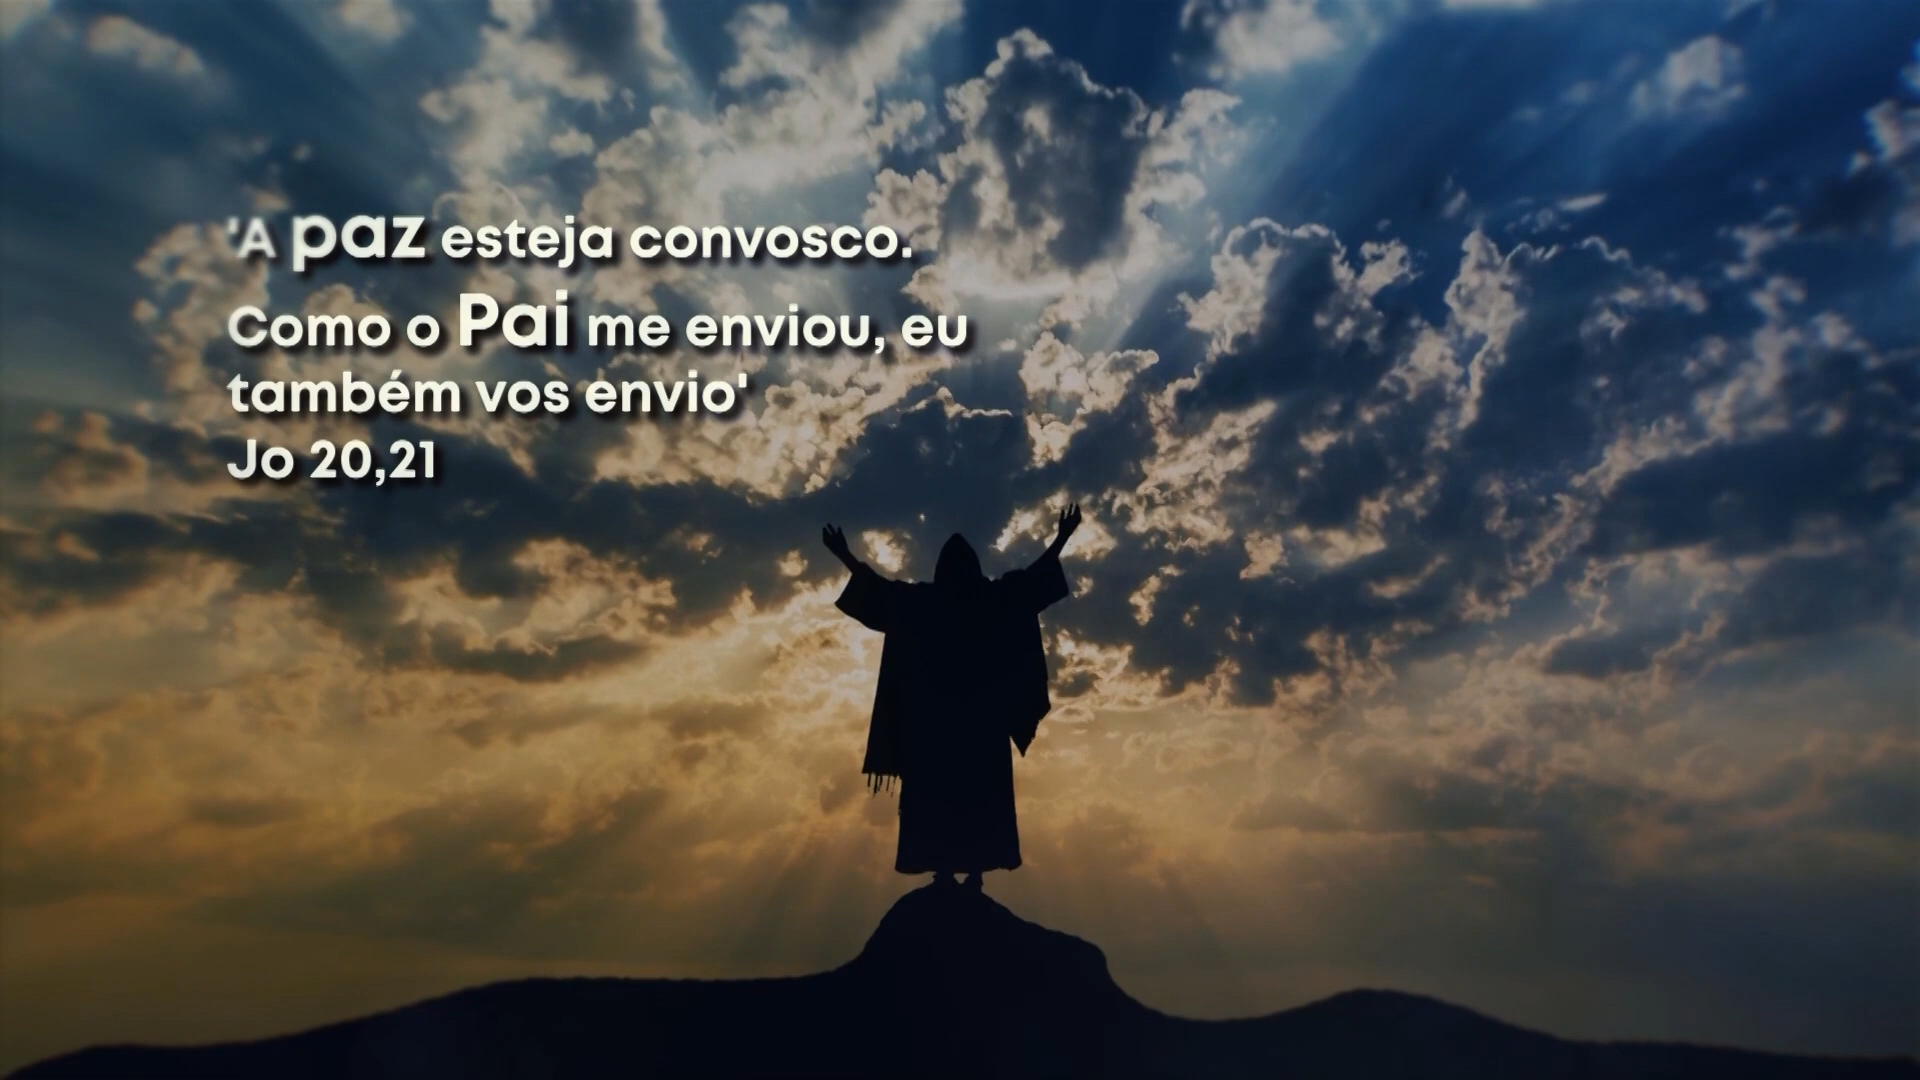 'A paz esteja convosco.
Como o Pai me enviou, eu
também vos envio'
Jo 20,21